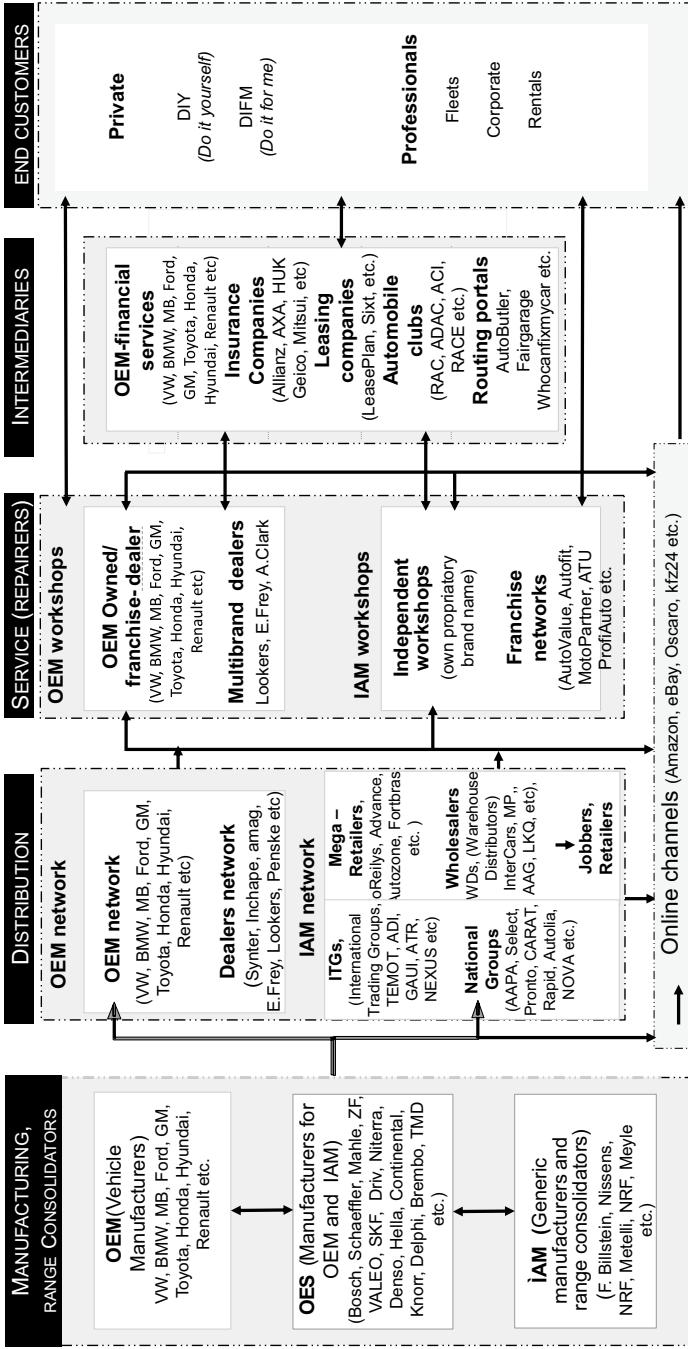 MANUFACTURING,
RANGE CONSOLIDATORS
OEM(Vehicle
Manufacturers)
VW, BMW, MB, Ford, GM,
Toyota, Honda, Hyundai,
Renault etc.
OES (Manufacturers for
OEM and IAM)
(Bosch, Schaeffler, Mahle, ZF,
VALEO, SKF, Driv, Niterra,
Denso, Hella, Continental,
Knorr, Delphi, Brembo, TMD
etc.)
IAM (Generic
manufacturers and
range consolidators)
(F. Billstein, Nissens,
NRF, Metelli, NRF, Meyle
etc.)
DISTRIBUTION
OEM network
OEM network
(VW, BMW, MB, Ford, GM,
Toyota, Honda, Hyundai,
Renault etc)
Dealers network
(Synter, Inchape, amag,
E.Frey, Lookers, Penske etc)
IAM network
ITGs,
(International
Trading Groups,
TEMOT, ADI,
GAUI, ATR,
NEXUS etc)
National
Groups
(AAPA, Select,
Pronto, CARAT,
Rapid, Autolia,
NOVA etc.)
Mega –
Retailers,
oReilys, Advance,
Autozone, Fortbras
etc. )
Wholesalers
WDs, (Warehouse
Distributors)
InterCars, MP,,
AAG, LKQ, etc),
Jobbers,
Retailers
SERVICE (REPAIRERS)
OEM workshops
OEM Owned/
franchise- dealer
(VW, BMW, MB, Ford, GM,
Toyota, Honda, Hyundai,
Renault etc)
Multibrand dealers
Lookers, E.Frey, A.Clark
IAM workshops
Independent
workshops
(own propriatary
brand name)
Franchise
networks
(AutoValue, Autofit,
MotoPartner, ATU
ProfiAuto etc.
INTERMEDIARIES
OEM-financial
services
(VW, BMW, MB, Ford,
GM, Toyota, Honda,
Hyundai, Renault etc)
Insurance
Companies
(Allianz, AXA, HUK
Geico, Mitsui, etc)
Leasing
companies
(LeasePlan, Sixt, etc.)
Automobile
clubs
(RAC, ADAC, ACI,
RACE etc.)
Routing portals
AutoButler,
Fairgarage
Whocanfixmycar etc.
END CUSTOMERS
Private
DIY
(Do it yourself)
DIFM
(Do it for me)
Professionals
Fleets
Corporate
Rentals
Online channels (Amazon, eBay, Oscaro, kfz24 etc.)